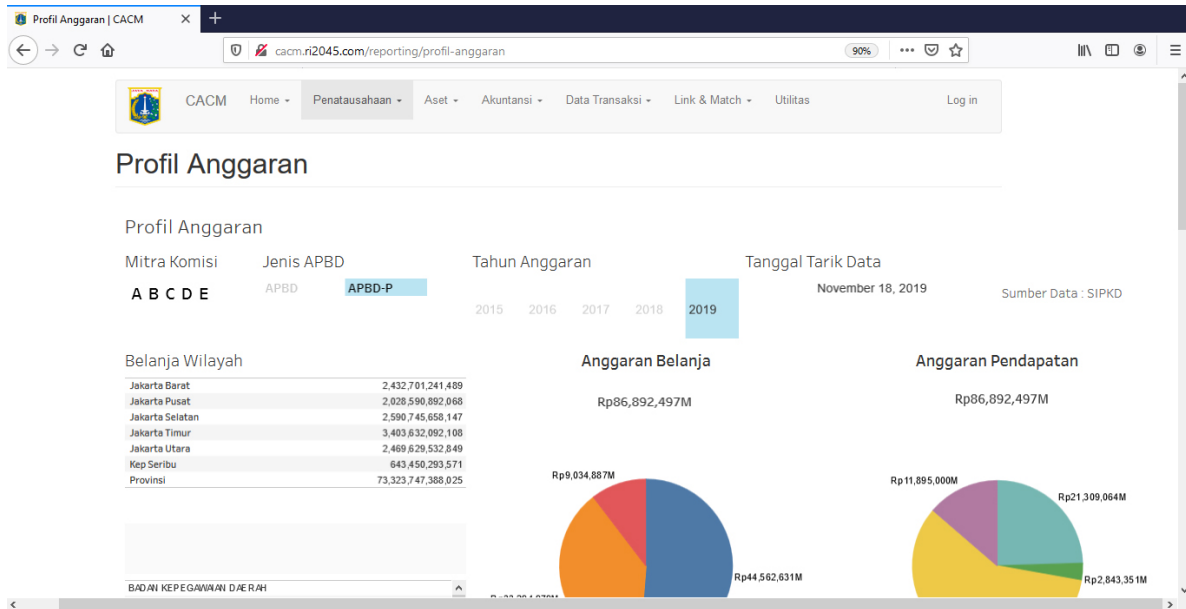 Profil Anggaran | CACM
cacm.ri2045.com/reporting/profil-anggaran
90%
CACM Home Penatausahaan Aset Akuntansi Data Transaksi Link & Match Utilitas Log in
Profil Anggaran
Profil Anggaran
Mitra Komisi Jenis APBD Tahun Anggaran Tanggal Tarik Data
A B C D E APBD APBD-P 2015 2016 2017 2018 2019 November 18, 2019 Sumber Data : SIPKD
Belanja Wilayah
Jakarta Barat 2,432,701,241,489
Jakarta Pusat 2,028,590,892,068
Jakarta Selatan 2,590,745,658,147
Jakarta Timur 3,403,632,092,108
Jakarta Utara 2,469,629,532,849
Kep Seribu 643,450,293,571
Provinsi 73,323,747,388,025
BADAN KEPEGAWAIAN DAERAH
Anggaran Belanja
Rp86,892,497M
Rp9,034,887M
Rp44,562,631M
Anggaran Pendapatan
Rp86,892,497M
Rp11,895,000M
Rp21,309,064M
Rp2,843,351M